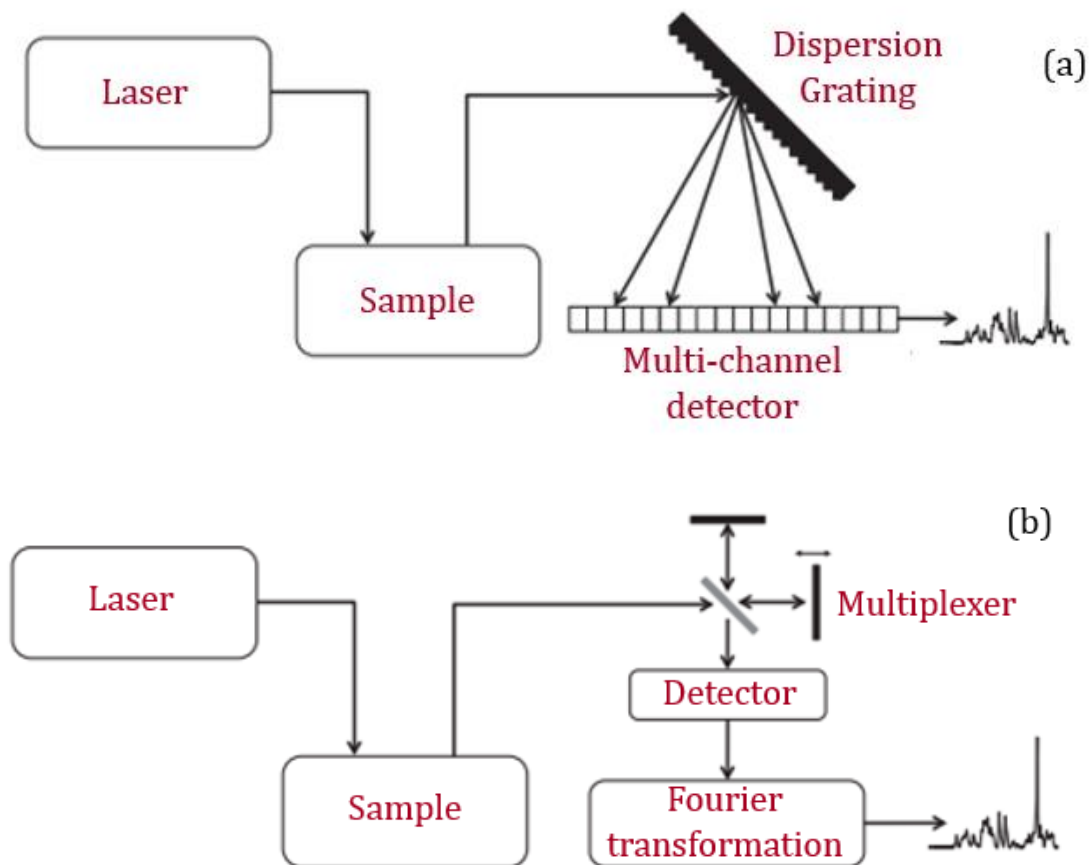 Laser
Dispersion
Grating
(a)
Sample
Multi-channel
detector
(b)
Laser
Multiplexer
Detector
Sample
Fourier
transformation